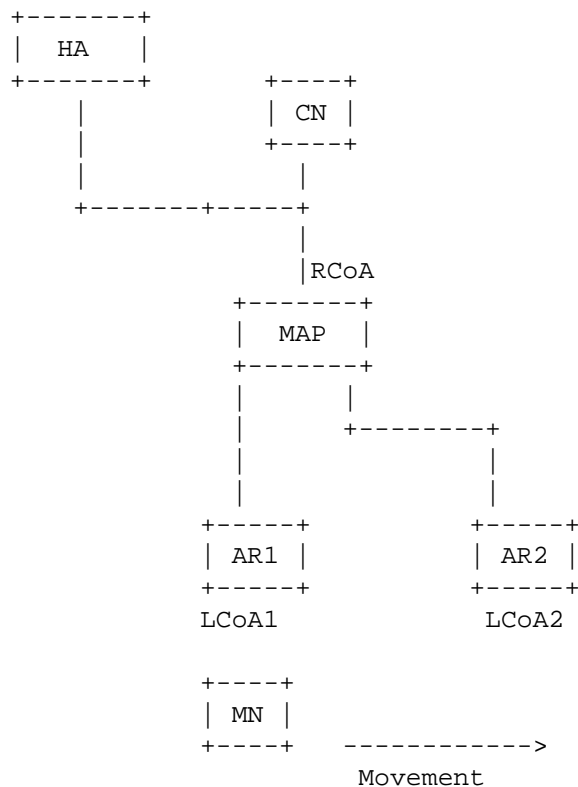 HA
CN
RCoA
MAP
AR1 AR2
LCoA1 LCoA2
MN
Movement